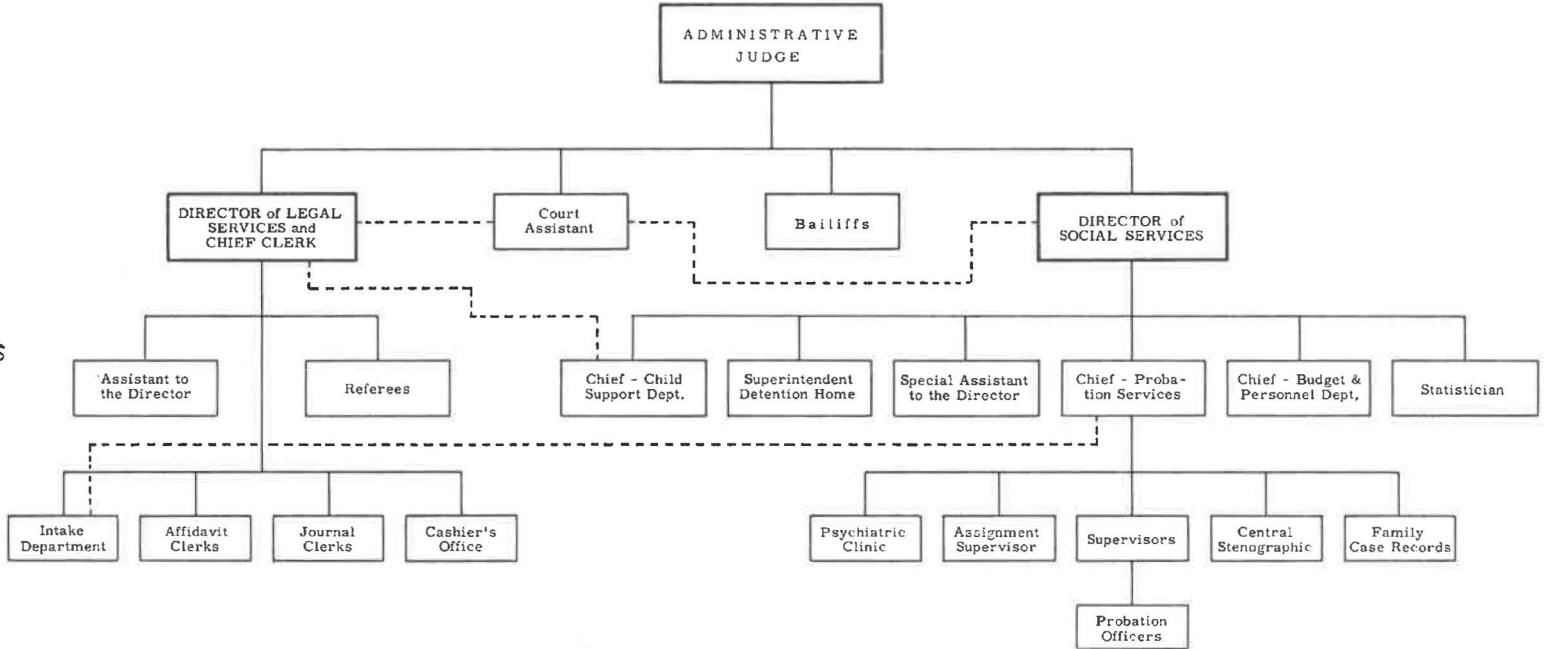 ADMINISTRATIVE
JUDGE
DIRECTOR of LEGAL
SERVICES and
CHIEF CLERK
Court
Assistant
Bailiffs
DIRECTOR of
SOCIAL SERVICES
s
Assistant to
the Director
Referees
Chief - Child
Support Dept.
Superintendent
Detention Home
Special Assistant
to the Director
Chief - Proba-
tion Services
Chief - Budget &
Personnel Dept.
Statistician
Intake
Department
Affidavit
Clerks
Journal
Clerks
Cashier's
Office
Psychiatric
Clinic
Assignment
Supervisor
Supervisors
Central
Stenographic
Family
Case Records
Probation
Officers